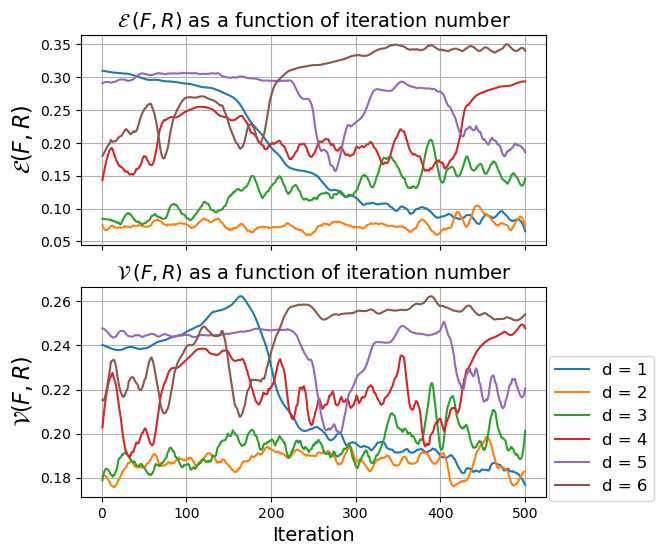 ℰ(F, R) as a function of iteration number
0.35
0.30
0.25
0.20
0.15
0.10
0.05
ℰ(F, R)
𝒱(F, R) as a function of iteration number
0.26
0.24
0.22
0.20
0.18
𝒱(F, R)
0 100 200 300 400 500
Iteration
d = 1
d = 2
d = 3
d = 4
d = 5
d = 6